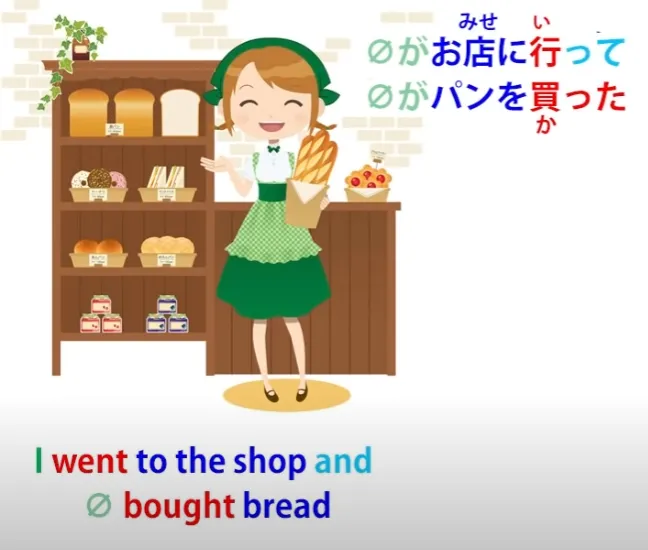 みせ い
∅がお店に行って
∅がパンを買った
か
I went to the shop and
∅ bought bread